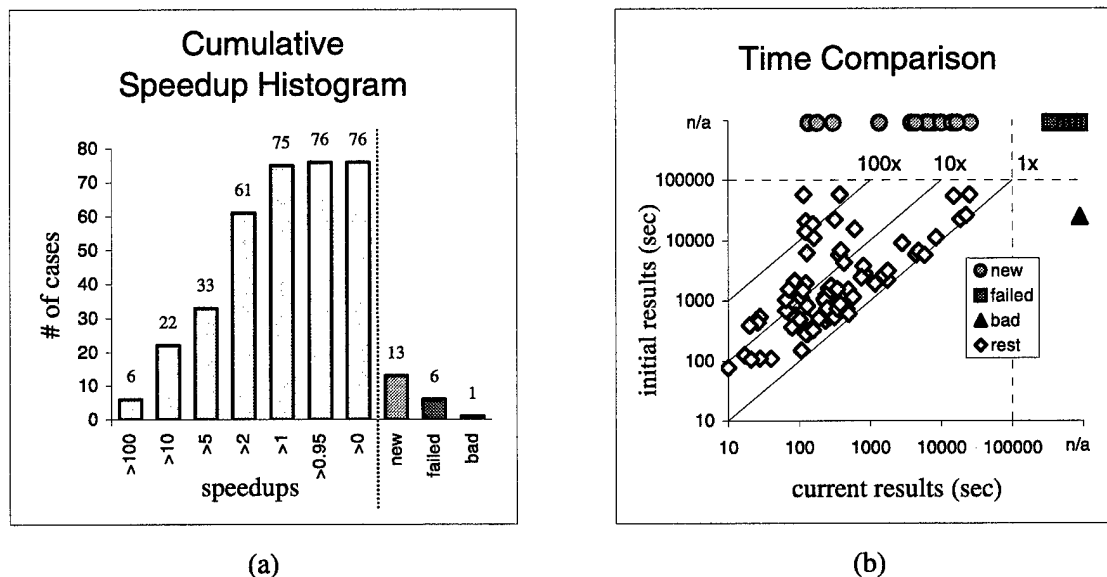 Cumulative
Speedup Histogram
# of cases
80
70
60
50
40
30
20
10
0
6
22
33
61
75
76
76
13
6
1
>100
>10
>5
>2
>1
>0.95
>0
new
failed
bad
speedups
(a)
Time Comparison
initial results (sec)
n/a
100000
10000
1000
100
10
100x
10x
1x
new
failed
bad
rest
10
100
1000
10000
100000
n/a
current results (sec)
(b)